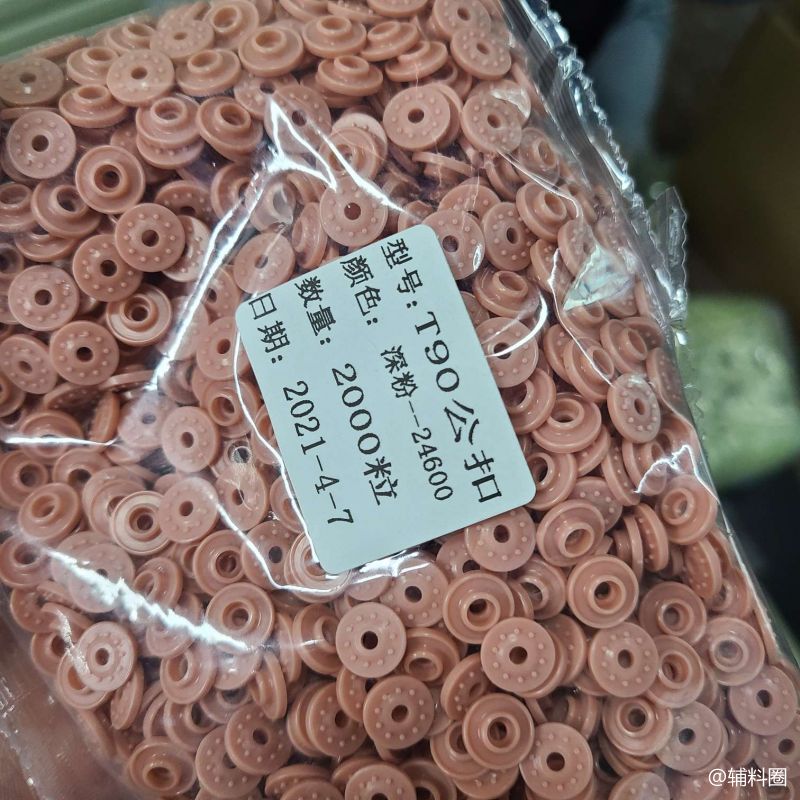 型号:T90公扣
颜色: 深粉--24600
数量: 2000粒
日期: 2021-4-7
@辅料圈